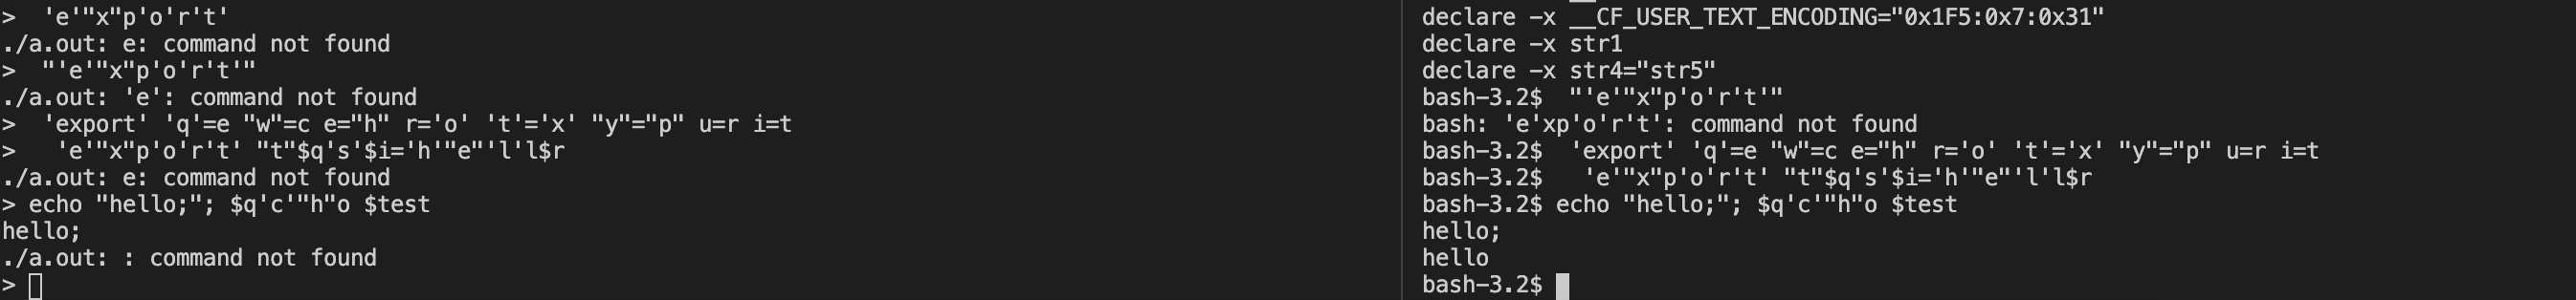 >  'e'"x"p'o'r't'
./a.out: e: command not found
>  "'e'"x"p'o'r't'"
./a.out: 'e': command not found
>  'export' 'q'=e "w"=c e="h" r='o' 't'='x' "y"="p" u=r i=t
>   'e'"x"p'o'r't' "t"$q's'$i='h'"e"'l'l$r
./a.out: e: command not found
> echo "hello;"; $q'c'"h"o $test
hello;
./a.out: : command not found
>
declare -x __CF_USER_TEXT_ENCODING="0x1F5:0x7:0x31"
declare -x str1
declare -x str4="str5"
bash-3.2$  "'e'"x"p'o'r't'"
bash: 'e'xp'o'r't': command not found
bash-3.2$  'export' 'q'=e "w"=c e="h" r='o' 't'='x' "y"="p" u=r i=t
bash-3.2$   'e'"x"p'o'r't' "t"$q's'$i='h'"e"'l'l$r
bash-3.2$ echo "hello;"; $q'c'"h"o $test
hello;
hello
bash-3.2$